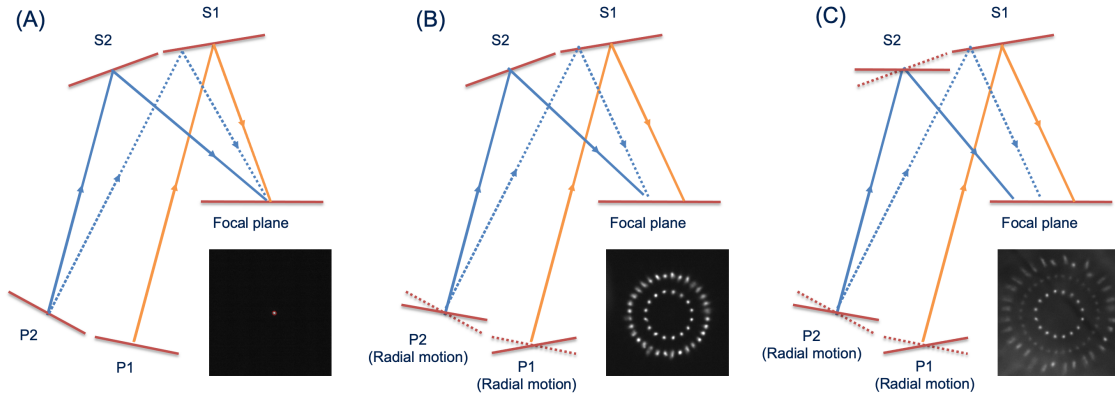 (A)
S1
S2
Focal plane
P2
P1
(B)
S1
S2
Focal plane
P2
(Radial motion)
P1
(Radial motion)
(C)
S1
S2
Focal plane
P2
(Radial motion)
P1
(Radial motion)